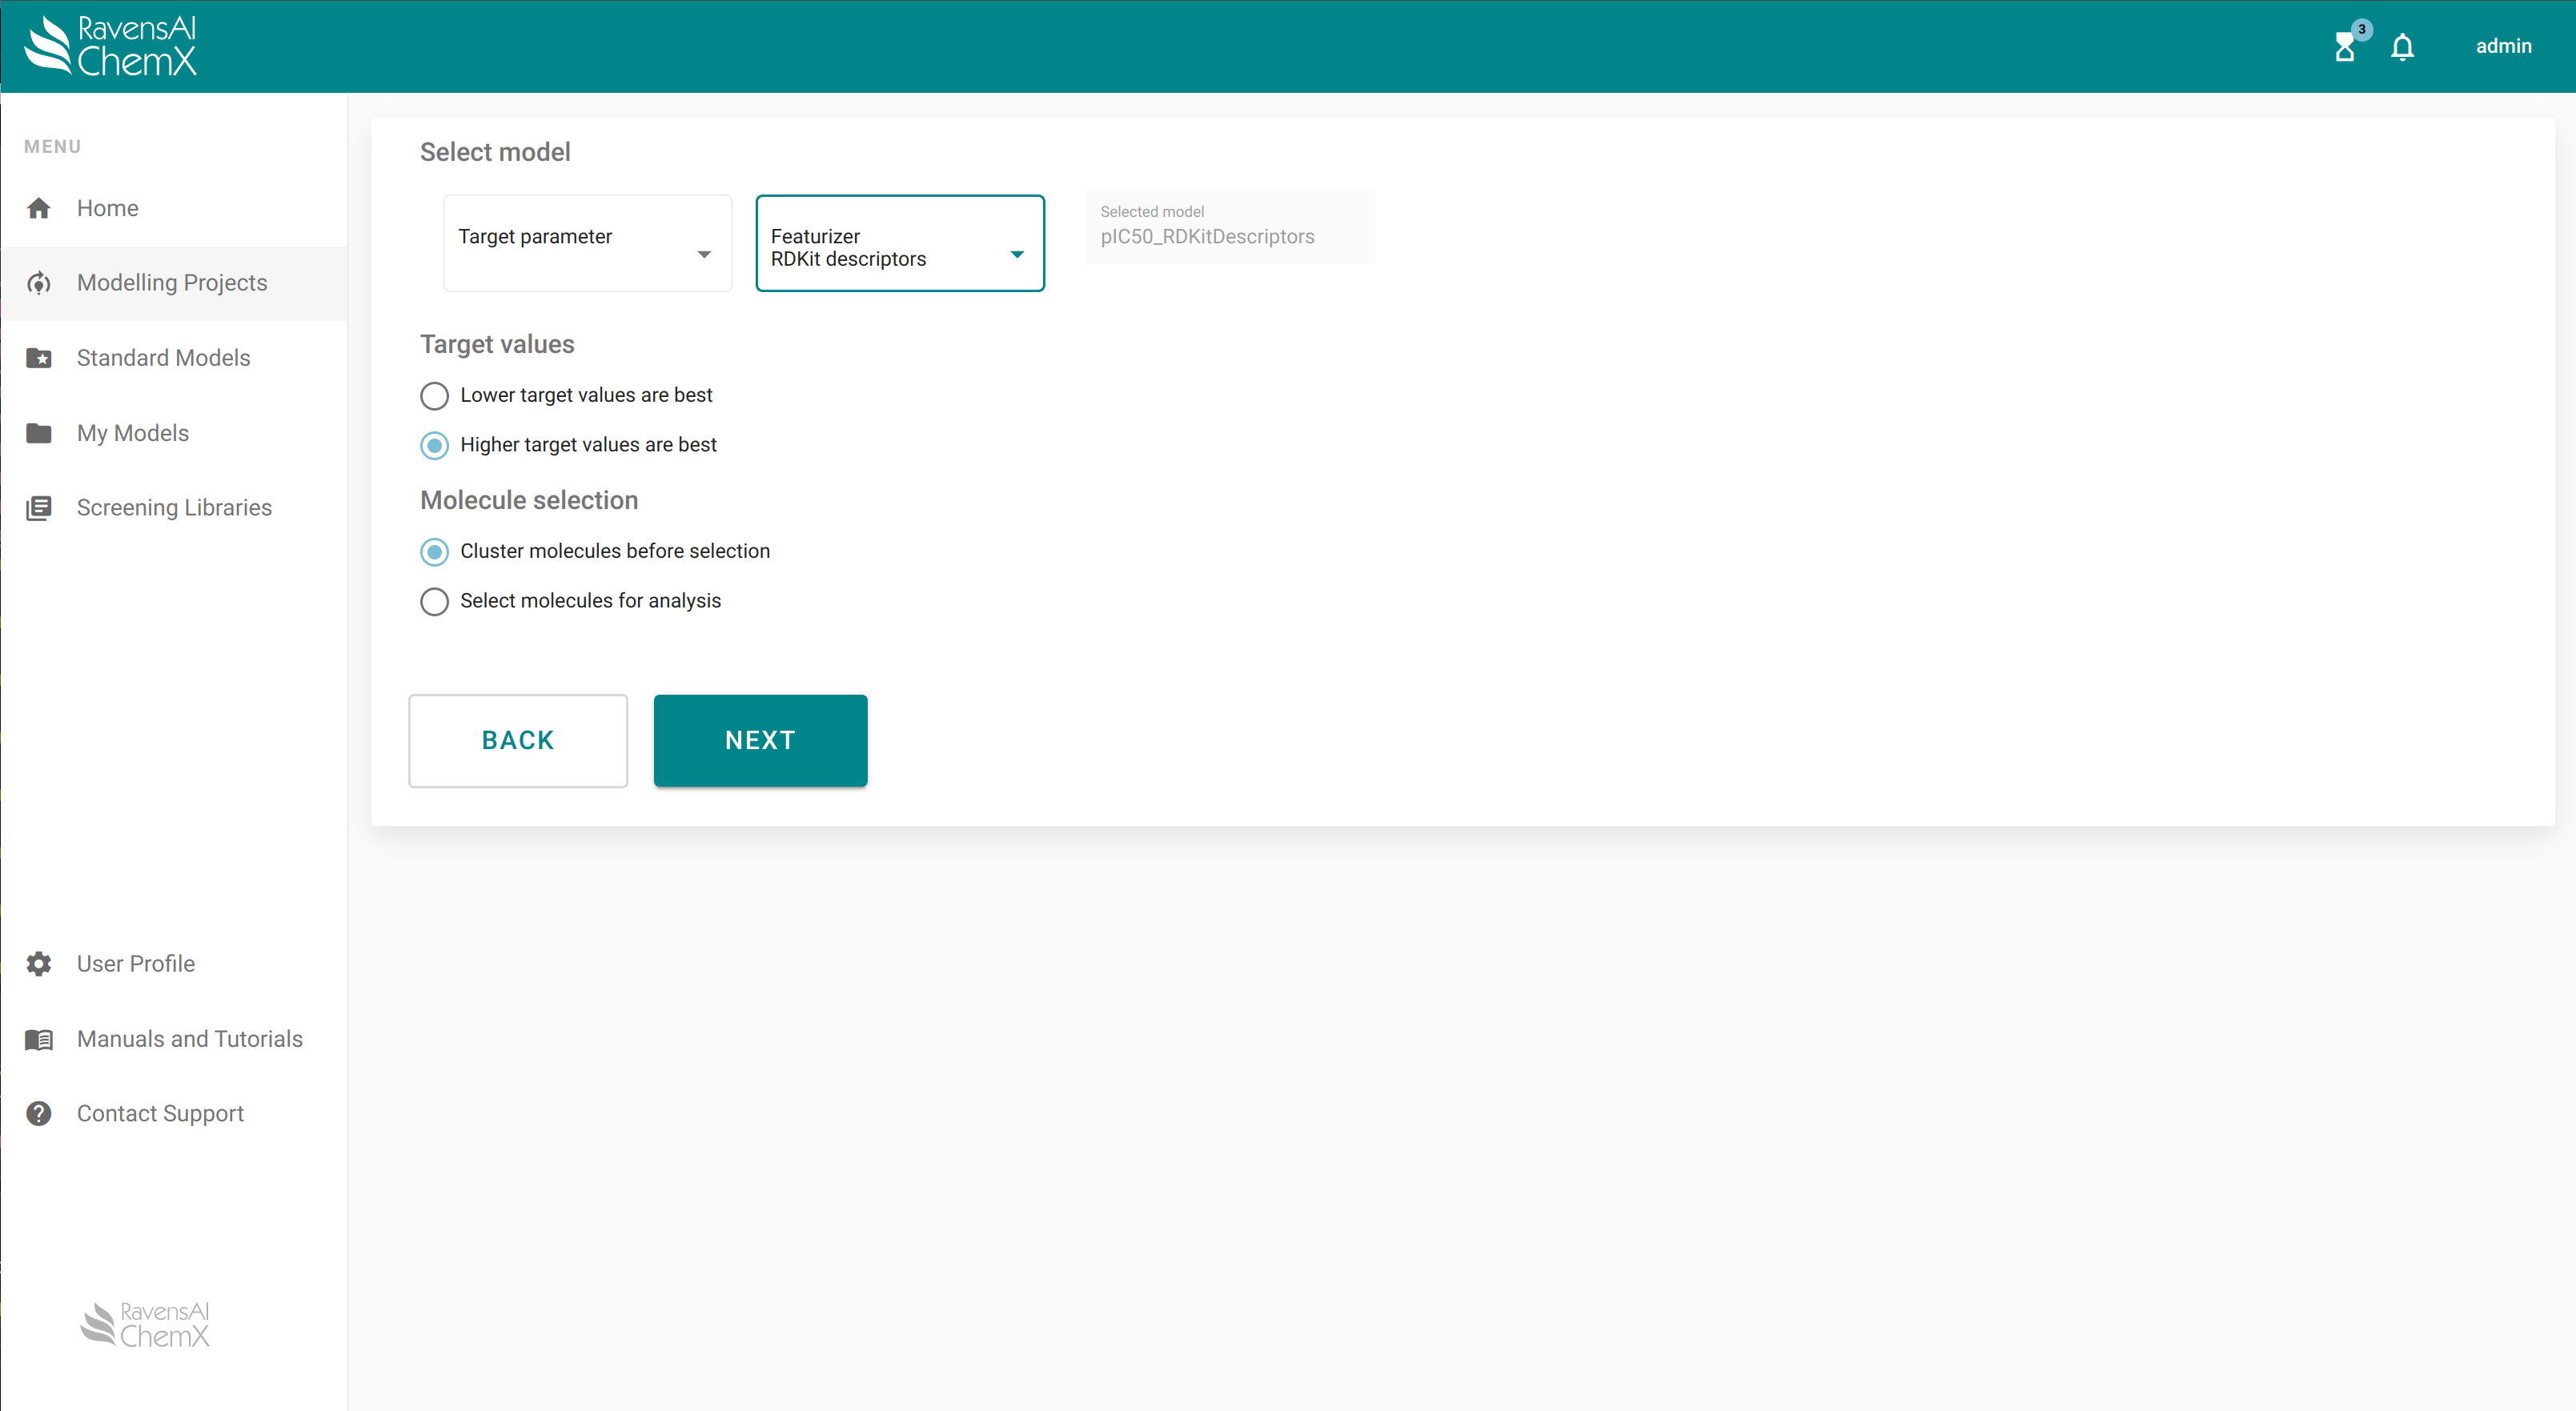 RavensAI
ChemX
3
admin
MENU
Home
Modelling Projects
Standard Models
My Models
Screening Libraries
User Profile
Manuals and Tutorials
Contact Support
RavensAI
ChemX
Select model
Target parameter
Featurizer
RDKit descriptors
Selected model
pIC50_RDKitDescriptors
Target values
Lower target values are best
Higher target values are best
Molecule selection
Cluster molecules before selection
Select molecules for analysis
BACK
NEXT